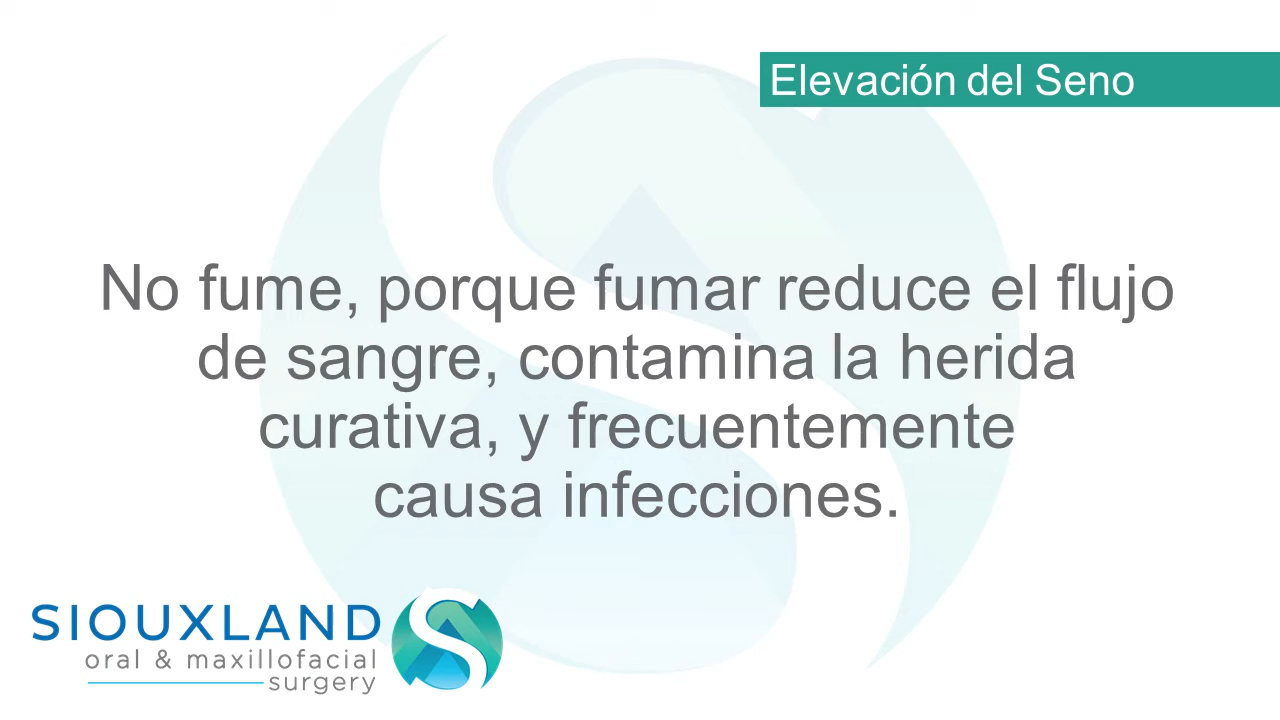 Elevación del Seno
No fume, porque fumar reduce el flujo
de sangre, contamina la herida
curativa, y frecuentemente
causa infecciones.
SIOUXLAND
oral & maxillofacial
surgery